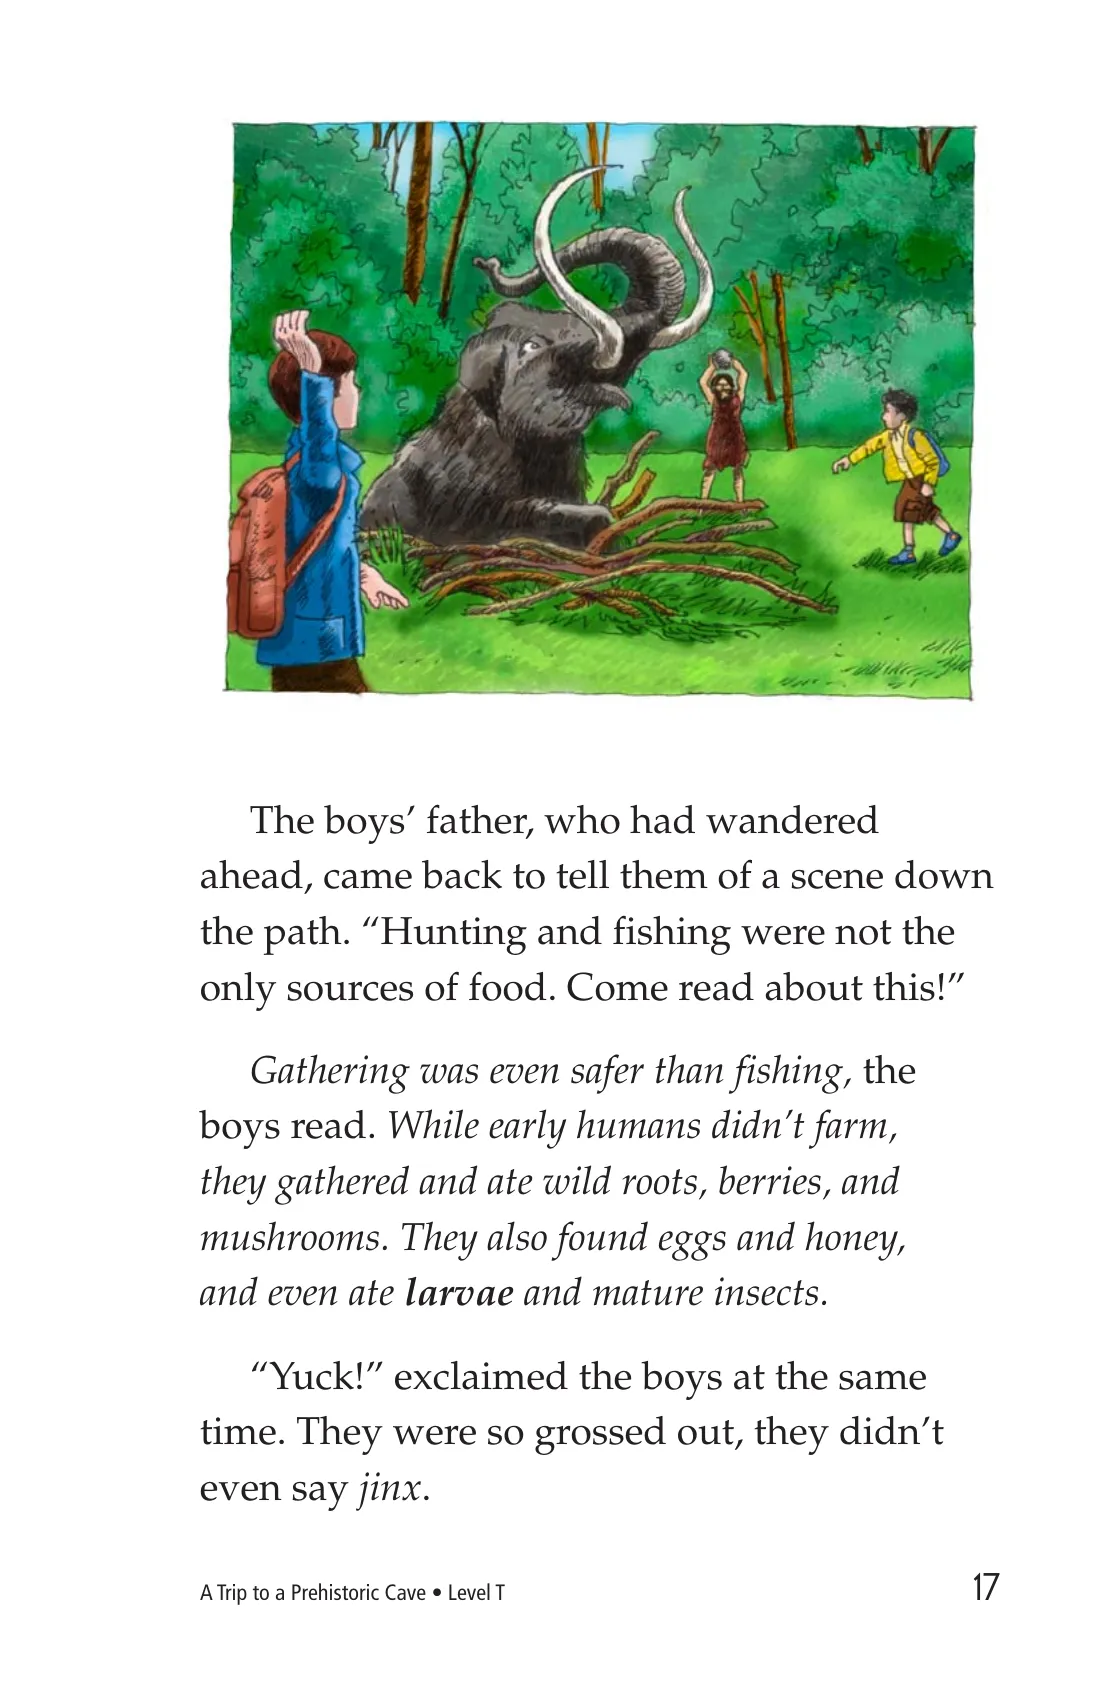 The boys’ father, who had wandered
ahead, came back to tell them of a scene down
the path. “Hunting and fishing were not the
only sources of food. Come read about this!”
Gathering was even safer than fishing, the
boys read. While early humans didn’t farm,
they gathered and ate wild roots, berries, and
mushrooms. They also found eggs and honey,
and even ate larvae and mature insects.
“Yuck!” exclaimed the boys at the same
time. They were so grossed out, they didn’t
even say jinx.
A Trip to a Prehistoric Cave • Level T
17